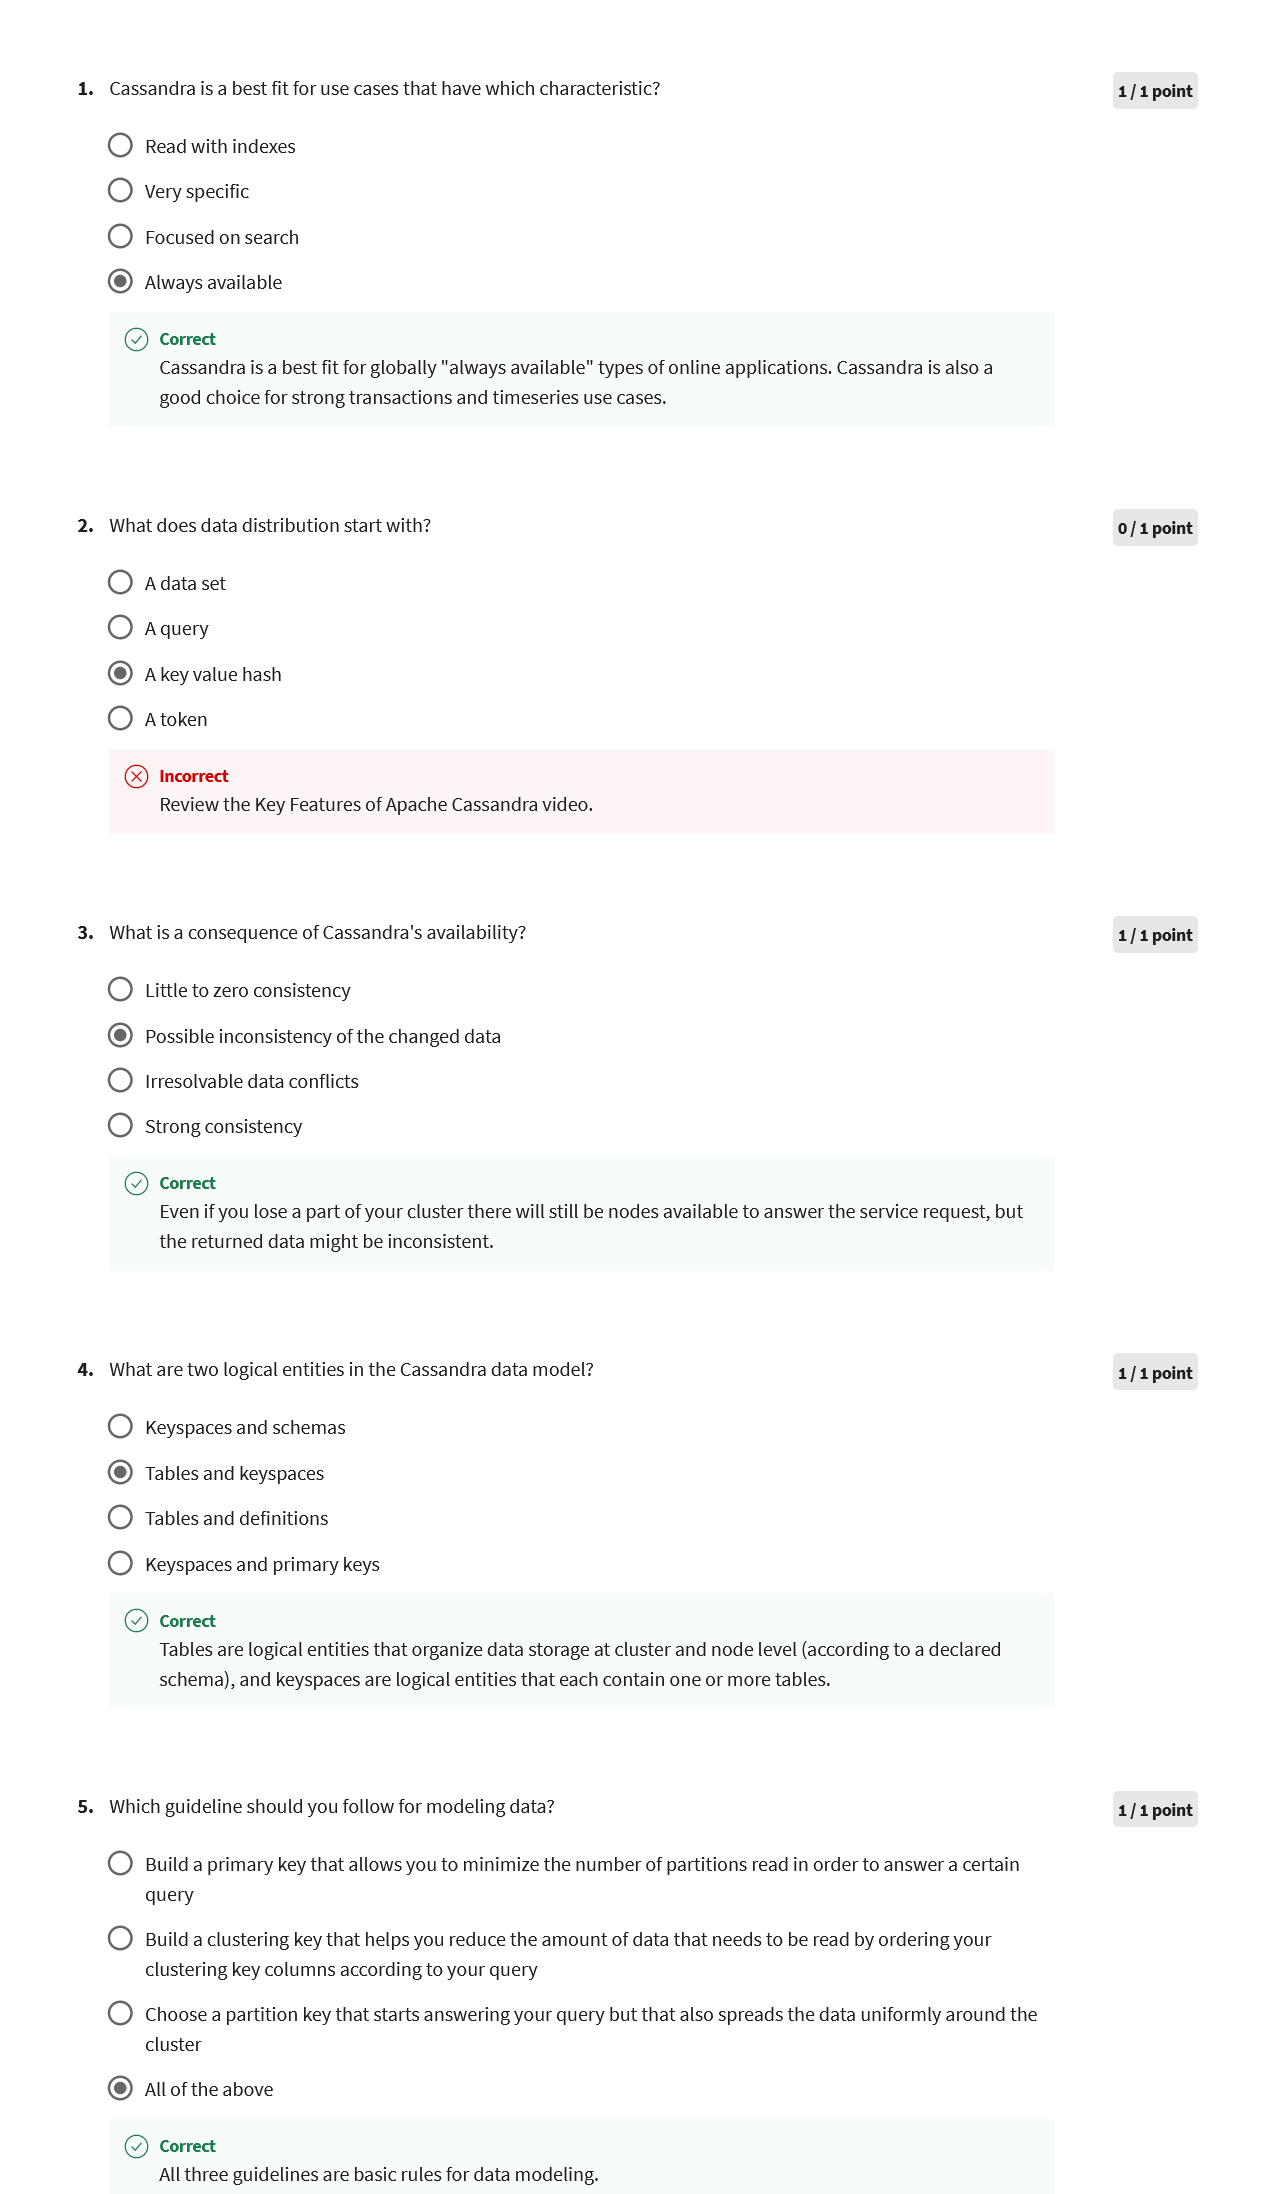 1. Cassandra is a best fit for use cases that have which characteristic?
1 / 1 point
Read with indexes
Very specific
Focused on search
Always available
Correct
Cassandra is a best fit for globally "always available" types of online applications. Cassandra is also a
good choice for strong transactions and timeseries use cases.
2. What does data distribution start with?
0 / 1 point
A data set
A query
A key value hash
A token
Incorrect
Review the Key Features of Apache Cassandra video.
3. What is a consequence of Cassandra's availability?
1 / 1 point
Little to zero consistency
Possible inconsistency of the changed data
Irresolvable data conflicts
Strong consistency
Correct
Even if you lose a part of your cluster there will still be nodes available to answer the service request, but
the returned data might be inconsistent.
4. What are two logical entities in the Cassandra data model?
1 / 1 point
Keyspaces and schemas
Tables and keyspaces
Tables and definitions
Keyspaces and primary keys
Correct
Tables are logical entities that organize data storage at cluster and node level (according to a declared
schema), and keyspaces are logical entities that each contain one or more tables.
5. Which guideline should you follow for modeling data?
1 / 1 point
Build a primary key that allows you to minimize the number of partitions read in order to answer a certain
query
Build a clustering key that helps you reduce the amount of data that needs to be read by ordering your
clustering key columns according to your query
Choose a partition key that starts answering your query but that also spreads the data uniformly around the
cluster
All of the above
Correct
All three guidelines are basic rules for data modeling.